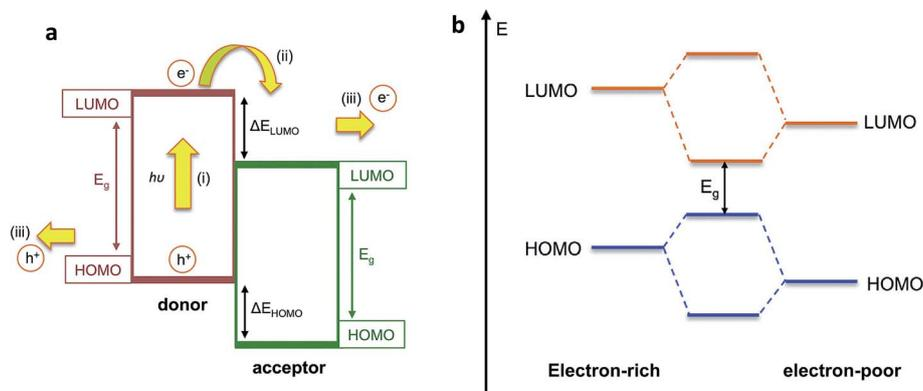 a
e-
(ii)
LUMO
ΔE_LUMO
(iii)
e-
E_g
hυ
(i)
LUMO
(iii)
h+
HOMO
h+
E_g
donor
ΔE_HOMO
HOMO
acceptor
b
E
LUMO
LUMO
E_g
HOMO
HOMO
Electron-rich
electron-poor